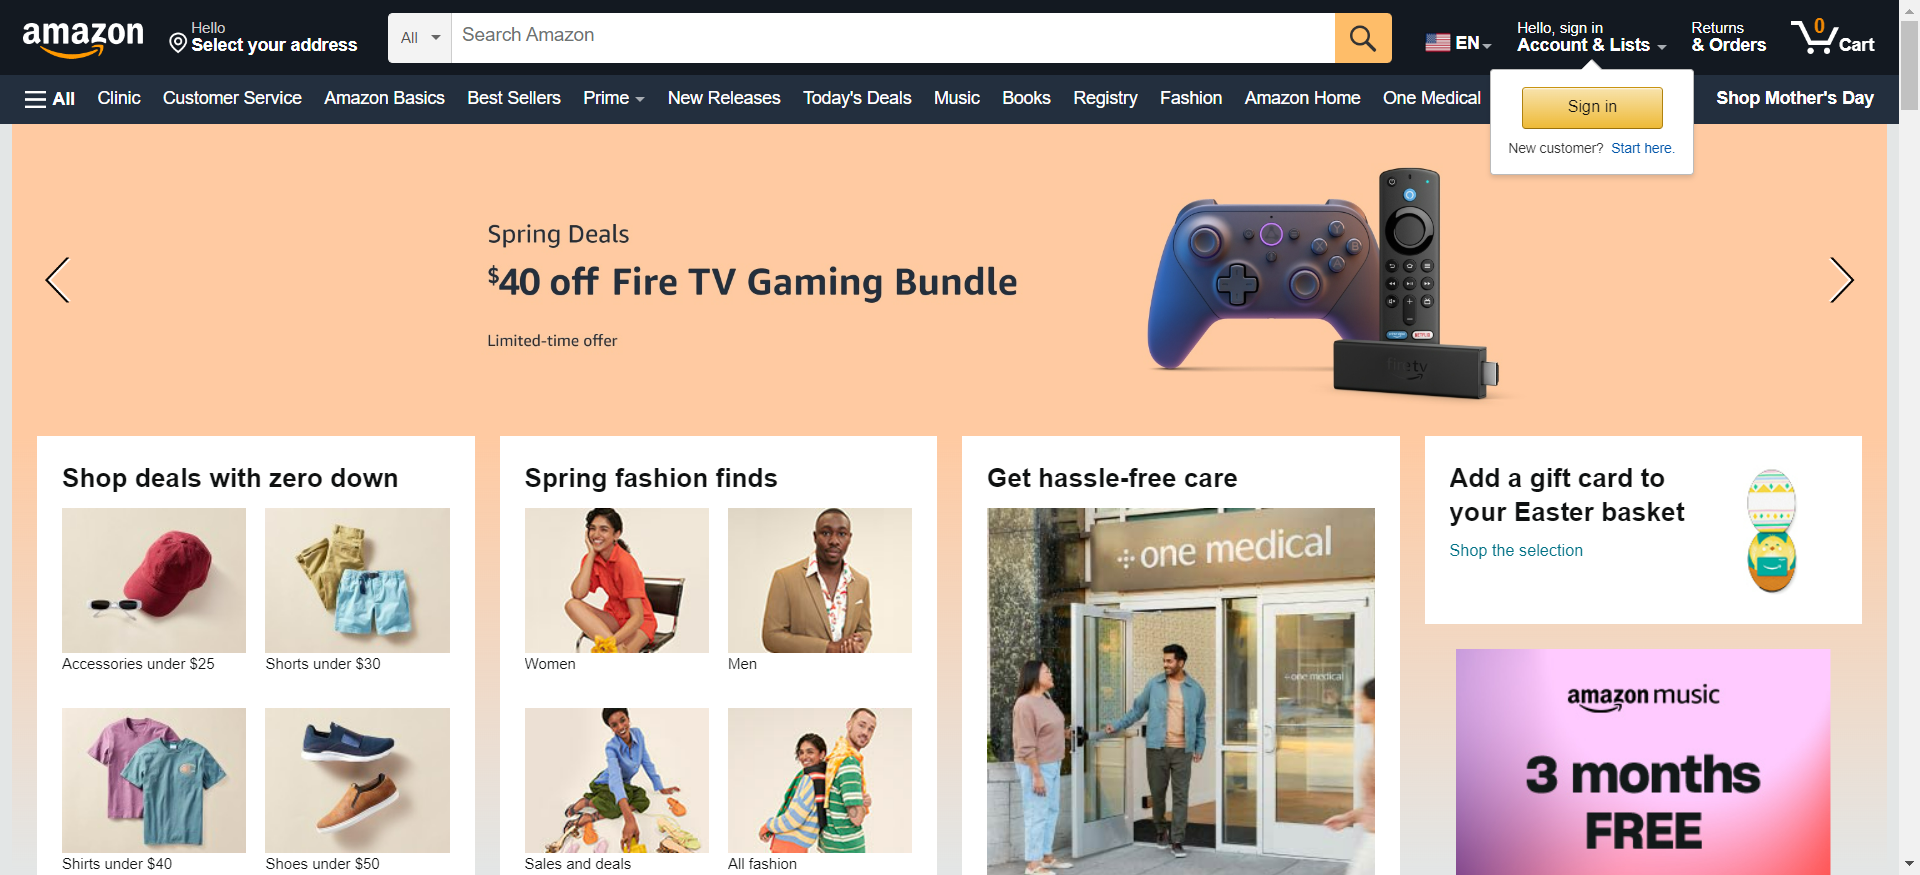 amazon
Hello
Select your address
All
Search Amazon
EN
Hello, sign in
Account & Lists
Returns
& Orders
0
Cart
All
Clinic
Customer Service
Amazon Basics
Best Sellers
Prime
New Releases
Today's Deals
Music
Books
Registry
Fashion
Amazon Home
One Medical
Shop Mother's Day
Sign in
New customer? Start here.
Spring Deals
$40 off Fire TV Gaming Bundle
Limited-time offer
Y
X
B
A
fire tv
NETFLIX
Shop deals with zero down
Accessories under $25
Shorts under $30
Shirts under $40
Shoes under $50
Spring fashion finds
Women
Men
Sales and deals
All fashion
Get hassle-free care
one medical
one medical
Add a gift card to
your Easter basket
Shop the selection
amazon music
3 months
FREE